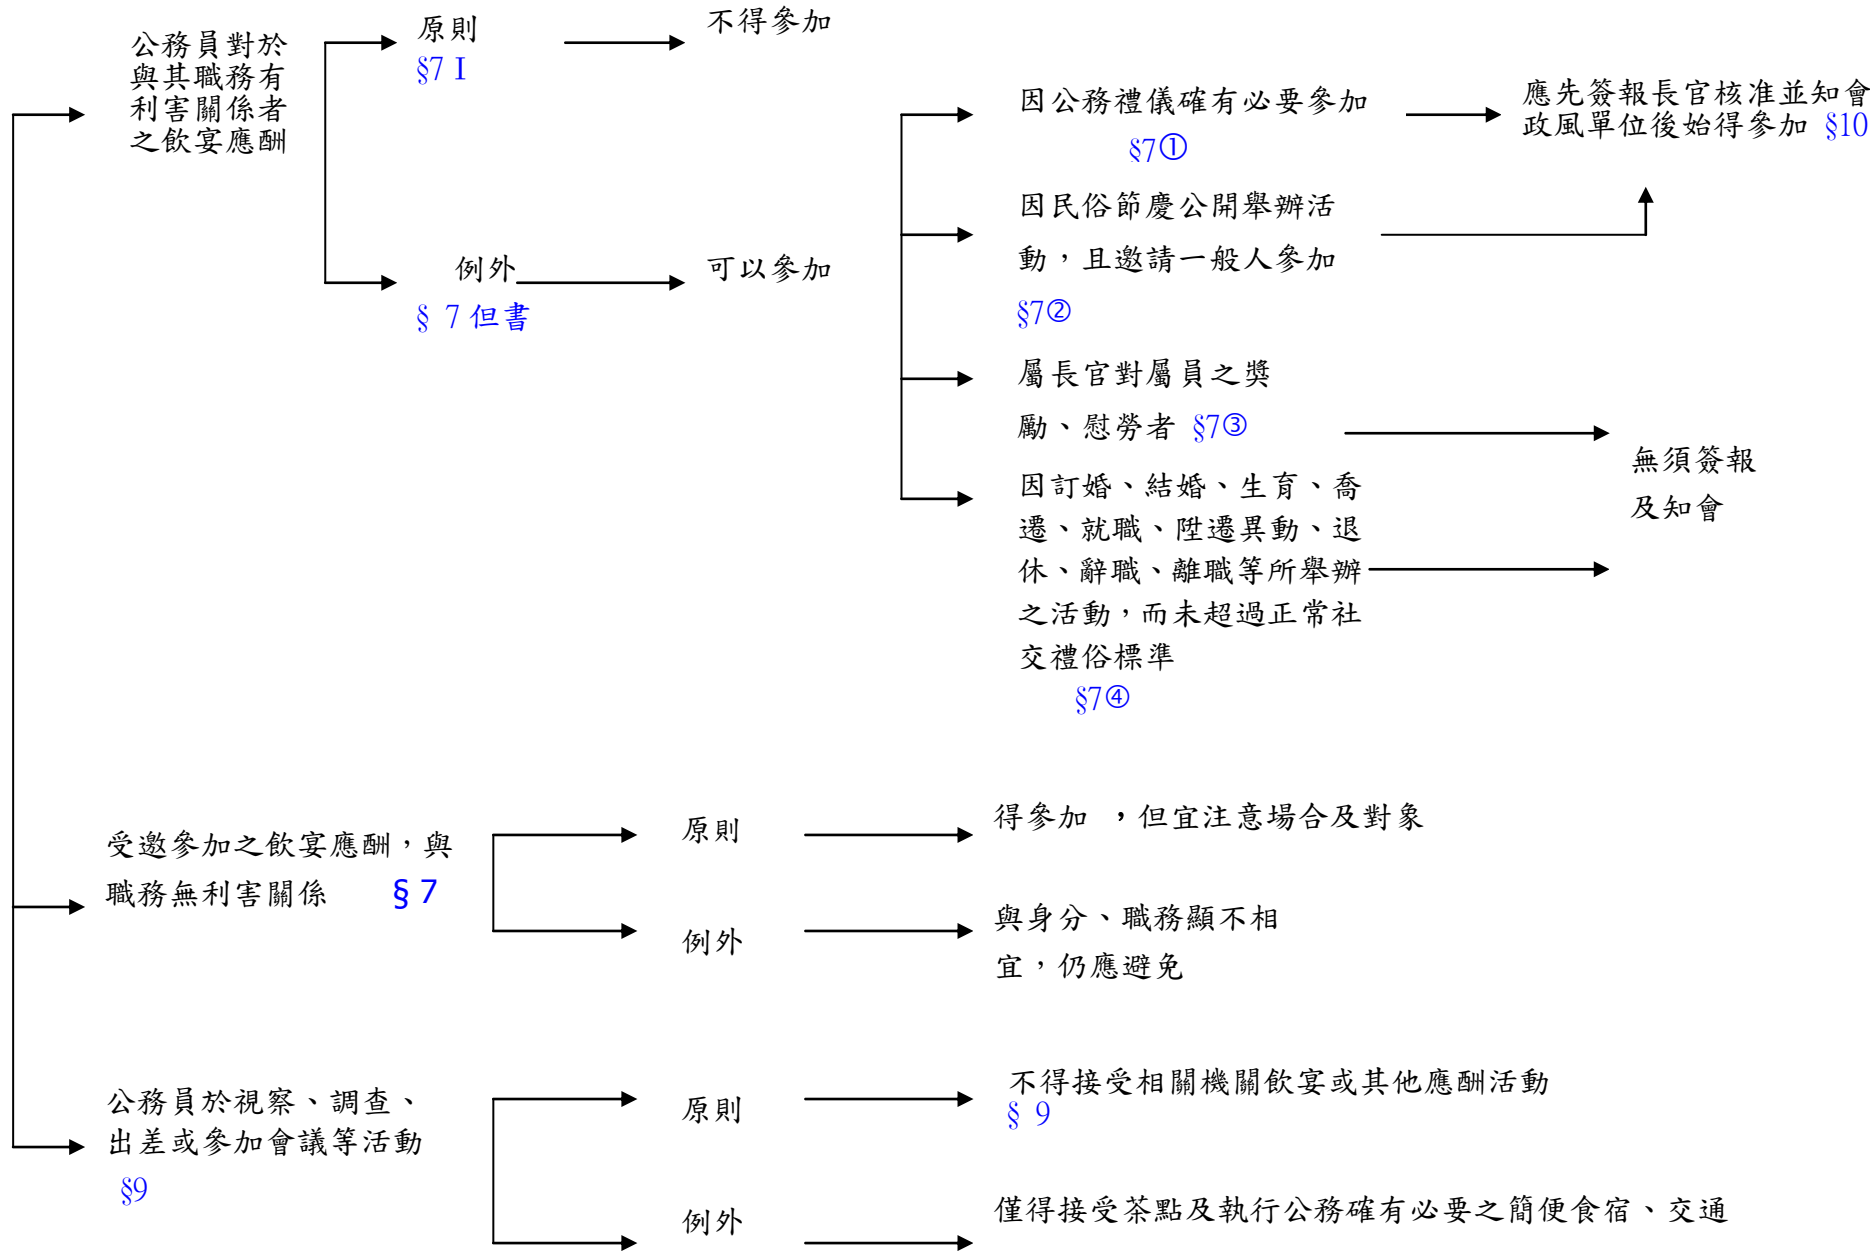 公務員對於
與其職務有
利害關係者
之飲宴應酬
原則
§7 I
不得參加
例外
§ 7 但書
可以參加
因公務禮儀確有必要參加
§7①
應先簽報長官核准並知會
政風單位後始得參加 §10
因民俗節慶公開舉辦活
動，且邀請一般人參加
§7②
屬長官對屬員之獎
勵、慰勞者 §7③
因訂婚、結婚、生育、喬
遷、就職、陞遷異動、退
休、辭職、離職等所舉辦
之活動，而未超過正常社
交禮俗標準
§7④
無須簽報
及知會
受邀參加之飲宴應酬，與
職務無利害關係 § 7
原則
得參加 ，但宜注意場合及對象
例外
與身分、職務顯不相
宜，仍應避免
公務員於視察、調查、
出差或參加會議等活動
§9
原則
不得接受相關機關飲宴或其他應酬活動
§ 9
例外
僅得接受茶點及執行公務確有必要之簡便食宿、交通